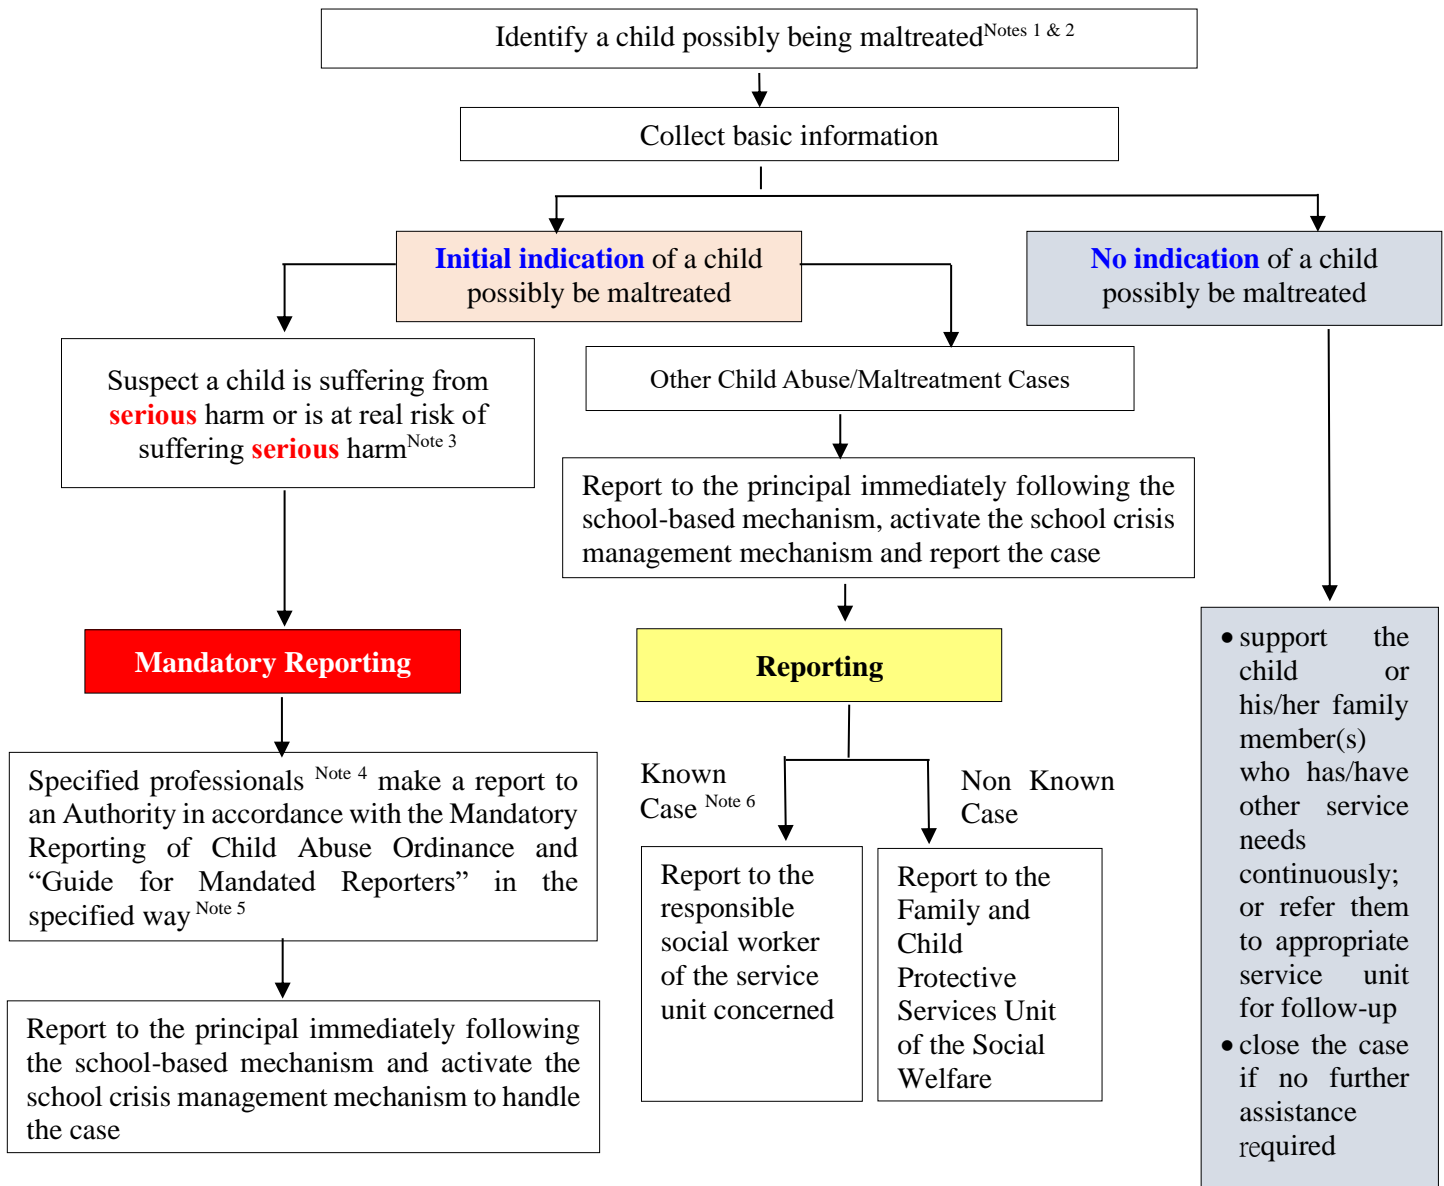 Identify a child possibly being maltreated Notes 1 & 2
Collect basic information
Initial indication of a child
possibly be maltreated
No indication of a child
possibly be maltreated
Suspect a child is suffering from
serious harm or is at real risk of
suffering serious harm Note 3
Other Child Abuse/Maltreatment Cases
Report to the principal immediately following the
school-based mechanism, activate the school crisis
management mechanism and report the case
Mandatory Reporting
Reporting
Specified professionals Note 4 make a report to
an Authority in accordance with the Mandatory
Reporting of Child Abuse Ordinance and
“Guide for Mandated Reporters” in the
specified way Note 5
Report to the principal immediately following
the school-based mechanism and activate the
school crisis management mechanism to handle
the case
Known
Case Note 6
Non Known
Case
Report to the
responsible
social worker
of the service
unit concerned
Report to the
Family and
Child
Protective
Services Unit
of the Social
Welfare
• support the
child or
his/her family
member(s)
who has/have
other service
needs
continuously;
or refer them
to appropriate
service unit
for follow-up
• close the case
if no further
assistance
required